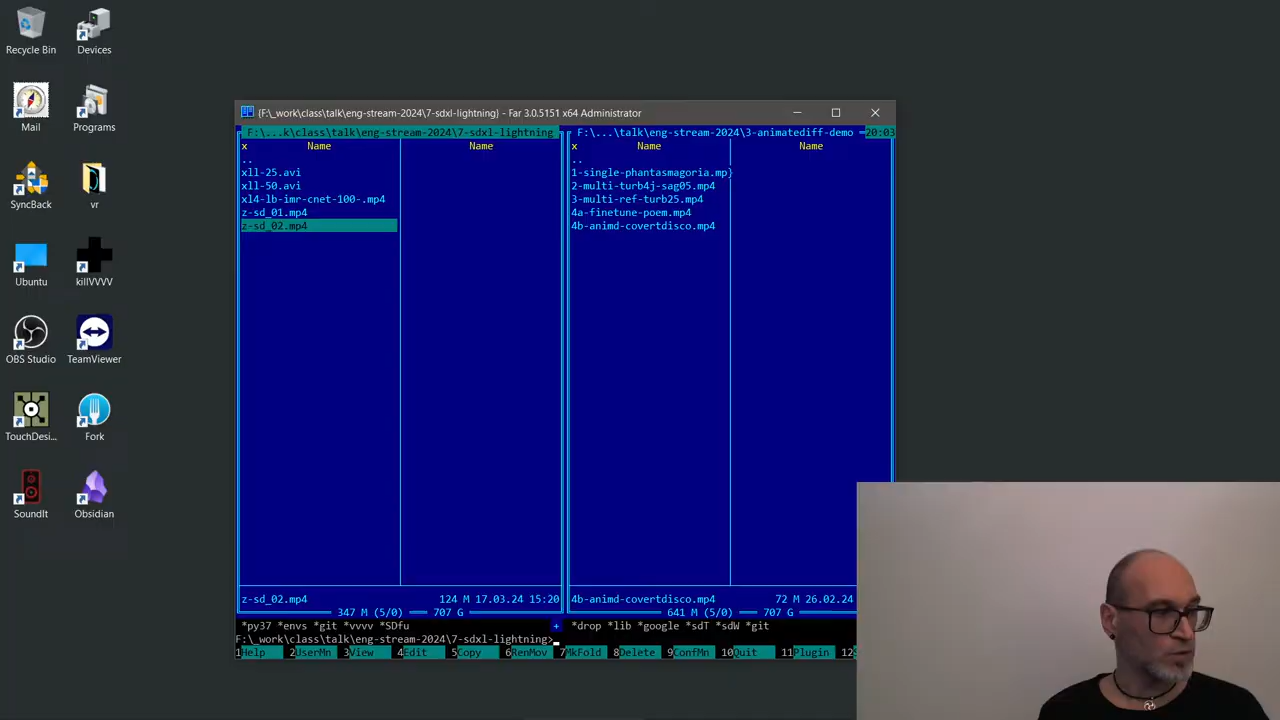 Recycle Bin
Devices
Mail
Programs
SyncBack
vr
Ubuntu
killVVVV
OBS Studio
TeamViewer
TouchDesi...
Fork
SoundIt
Obsidian
{F:\_work\class\talk\eng-stream-2024\7-sdxl-lightning} - Far 3.0.5151 x64 Administrator
F:\...k\class\talk\eng-stream-2024\7-sdxl-lightning
F:\...\talk\eng-stream-2024\3-animatediff-demo
20:03
x Name Name
x Name Name
..
..
xll-25.avi
1-single-phantasmagoria.mp}
xll-50.avi
2-multi-turb4j-sag05.mp4
xl4-lb-imr-cnet-100-.mp4
3-multi-ref-turb25.mp4
z-sd_01.mp4
4a-finetune-poem.mp4
z-sd_02.mp4
4b-animd-covertdisco.mp4
z-sd_02.mp4 124 M 17.03.24 15:20
4b-animd-covertdisco.mp4 72 M 26.02.24
347 M (5/0) 707 G
641 M (5/0) 707 G
*py37 *envs *git *vvvv *SDfu + *drop *lib *google *sdT *sdW *git
F:\_work\class\talk\eng-stream-2024\7-sdxl-lightning>
1Help 2UserMn 3View 4Edit 5Copy 6RenMov 7MkFold 8Delete 9ConfMn 10Quit 11Plugin 12